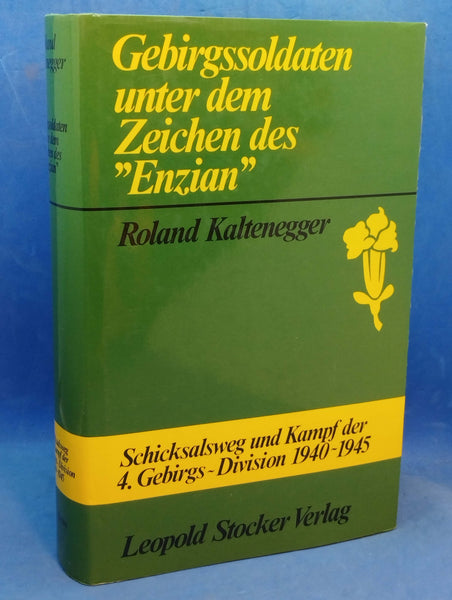 Gebirgssoldaten
unter dem
Zeichen des
"Enzian"
Roland Kaltenegger
Schicksalsweg und Kampf der
4. Gebirgs~Division 1940-1945
Leopold Stocker Verlag